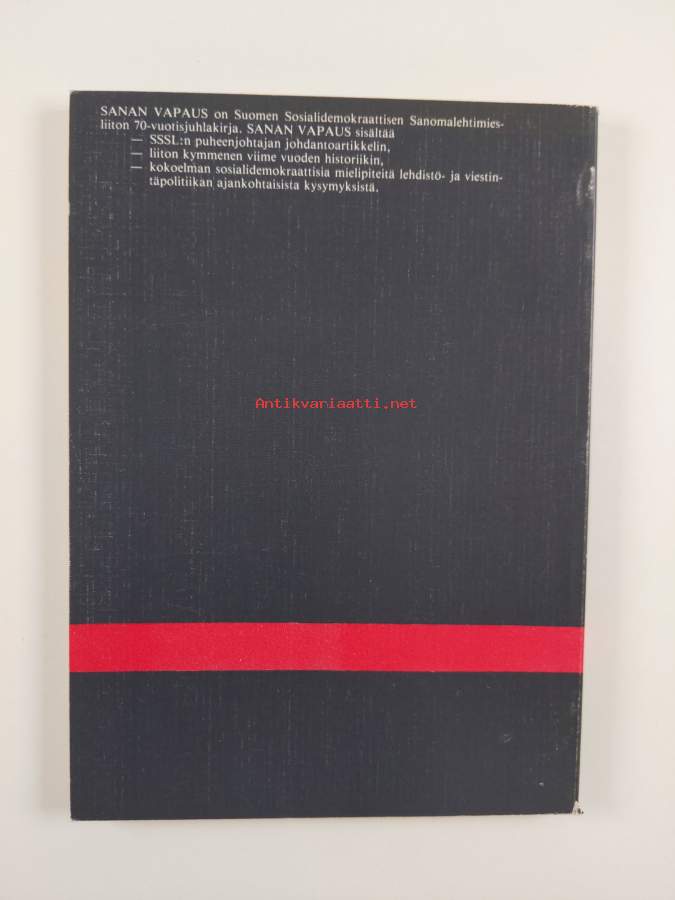 SANAN VAPAUS on Suomen Sosialidemokraattisen Sanomalehtimies-
liiton 70-vuotisjuhlakirja. SANAN VAPAUS sisältää
— SSSL:n puheenjohtajan johdantoartikkelin,
— liiton kymmenen viime vuoden historiikin,
— kokoelman sosialidemokraattisia mielipiteitä lehdistö- ja viestin-
täpolitiikan ajankohtaisista kysymyksistä.
Antikvariaatti.net